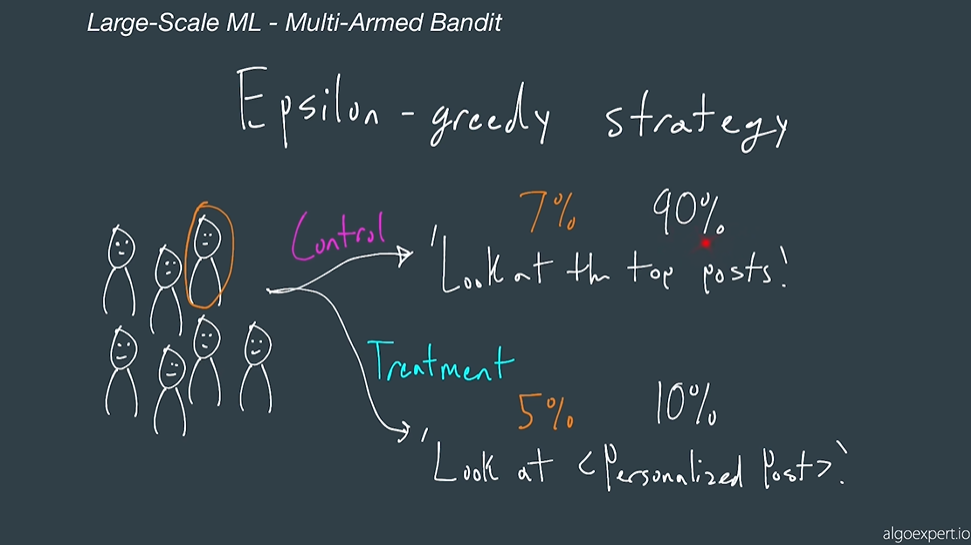 Large-Scale ML - Multi-Armed Bandit
Epsilon-greedy strategy
Control
7% 90%
'Look at the top posts!'
Treatment
5% 10%
'Look at <Personalized Post>!'
algoexpert.io